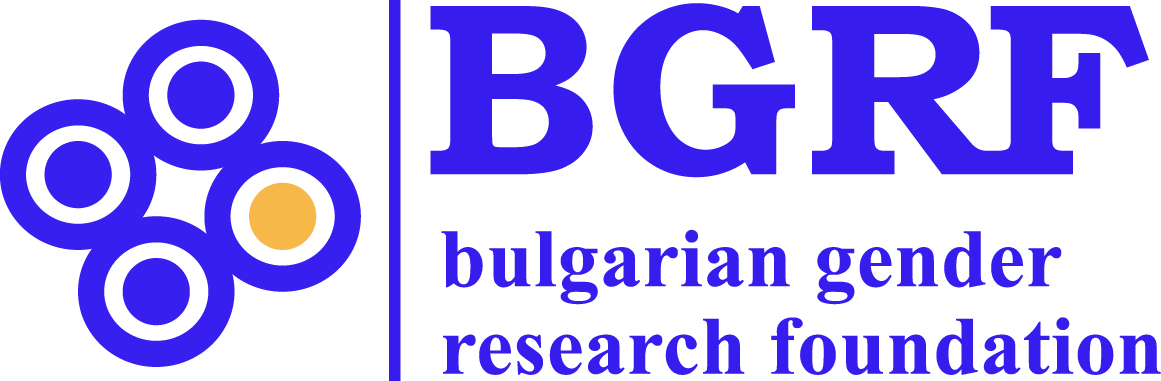 BGRF
bulgarian gender
research foundation